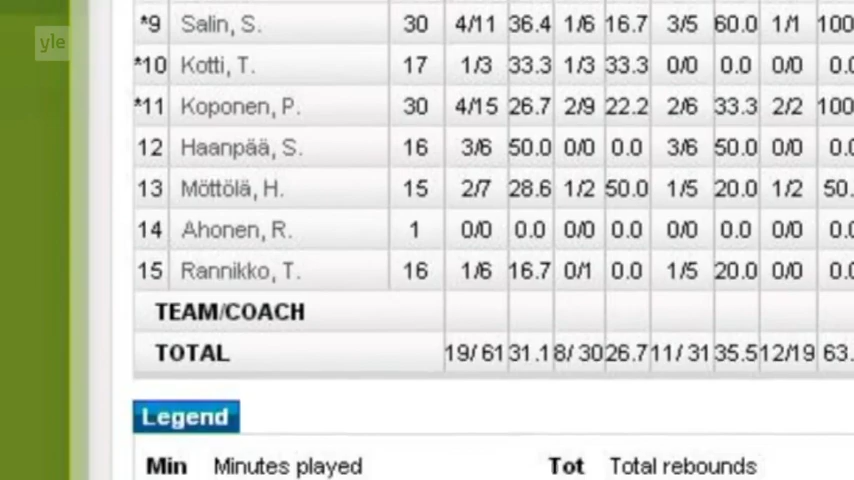 *9 Salin, S. 30 4/11 36.4 1/6 16.7 3/5 60.0 1/1 100
yle
*10 Kotti, T. 17 1/3 33.3 1/3 33.3 0/0 0.0 0/0 0.0
*11 Koponen, P. 30 4/15 26.7 2/9 22.2 2/6 33.3 2/2 100
12 Haanpää, S. 16 3/6 50.0 0/0 0.0 3/6 50.0 0/0 0.0
13 Möttölä, H. 15 2/7 28.6 1/2 50.0 1/5 20.0 1/2 50.
14 Ahonen, R. 1 0/0 0.0 0/0 0.0 0/0 0.0 0/0 0.0
15 Rannikko, T. 16 1/6 16.7 0/1 0.0 1/5 20.0 0/0 0.0
TEAM/COACH
TOTAL 19/ 61 31.1 8/ 30 26.7 11/ 31 35.5 12/19 63.
Legend
Min Minutes played Tot Total rebounds